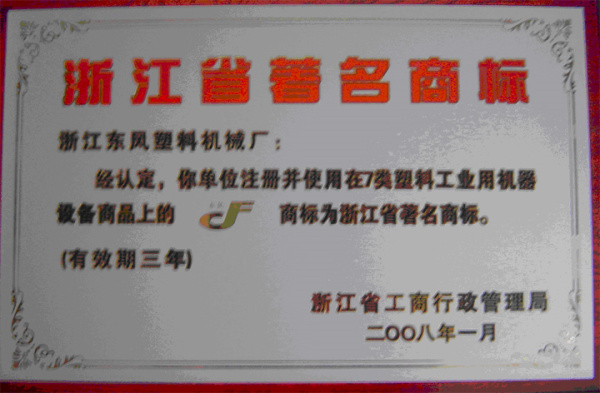 浙江省著名商标
浙江东风塑料机械厂:
经认定,你单位注册并使用在7类塑料工业用机器
设备商品上的 商标为浙江省著名商标。
(有效期三年)
浙江省工商行政管理局
二〇〇八年一月